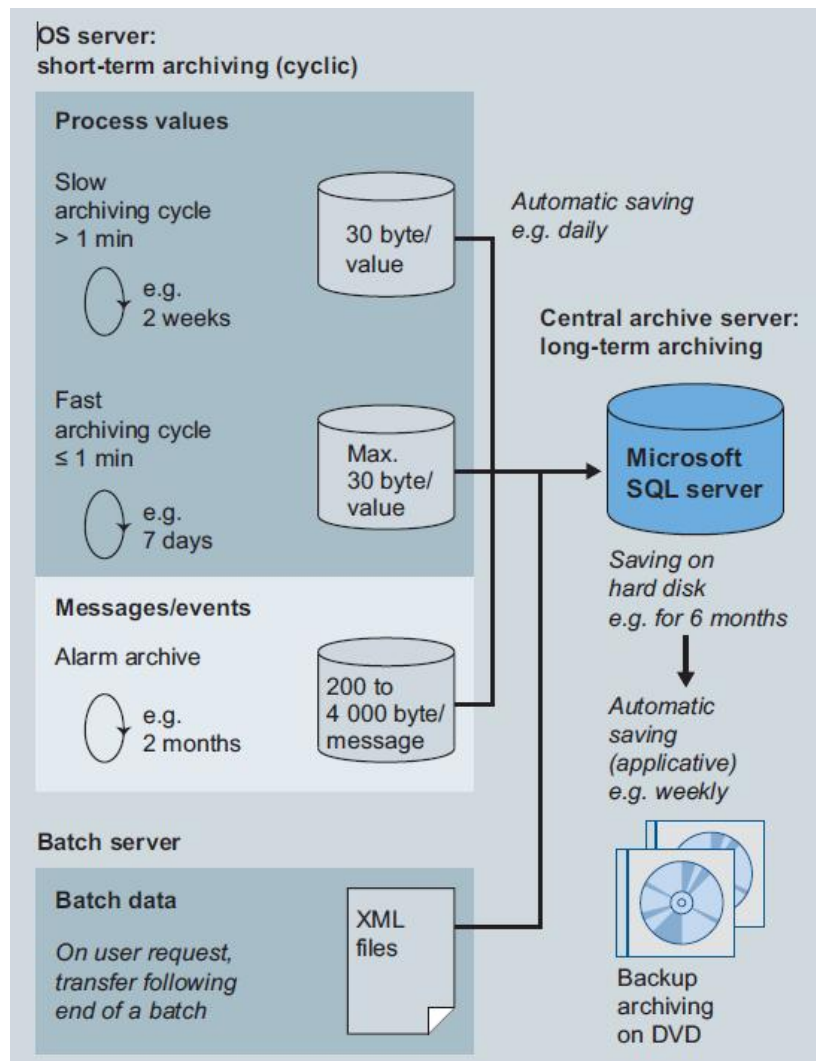 OS server:
short-term archiving (cyclic)
Process values
Slow
archiving cycle
> 1 min
e.g.
2 weeks
30 byte/
value
Automatic saving
e.g. daily
Fast
archiving cycle
≤ 1 min
e.g.
7 days
Max.
30 byte/
value
Central archive server:
long-term archiving
Microsoft
SQL server
Saving on
hard disk
e.g. for 6 months
Automatic
saving
(applicative)
e.g. weekly
Backup
archiving
on DVD
Messages/events
Alarm archive
e.g.
2 months
200 to
4 000 byte/
message
Batch server
Batch data
On user request,
transfer following
end of a batch
XML
files